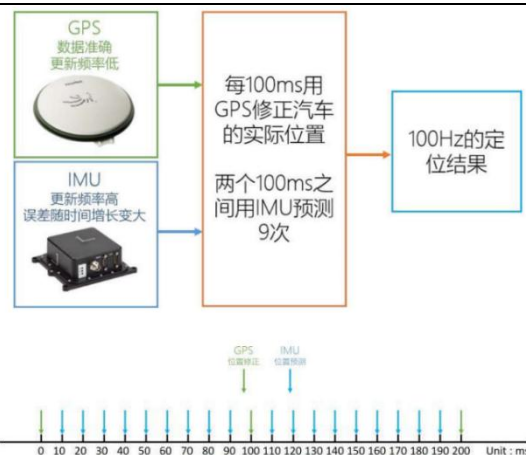 GPS
数据准确
更新频率低
IMU
更新频率高
误差随时间增长变大
每100ms用
GPS修正汽车
的实际位置
两个100ms之
间用IMU预测
9次
100Hz的定
位结果
GPS
位置修正
IMU
位置预测
0 10 20 30 40 50 60 70 80 90 100 110 120 130 140 150 160 170 180 190 200 Unit : m